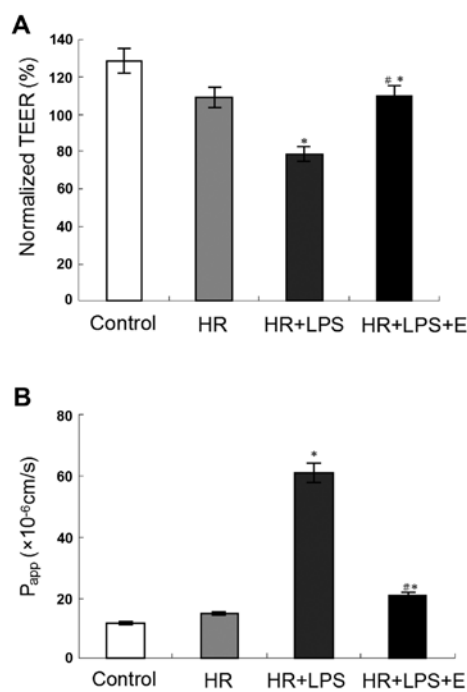 A
Normalized TEER (%)
140
120
100
80
60
40
20
0
*
# *
Control HR HR+LPS HR+LPS+E
B
P_app (×10⁻⁶cm/s)
80
60
40
20
0
*
#*
Control HR HR+LPS HR+LPS+E